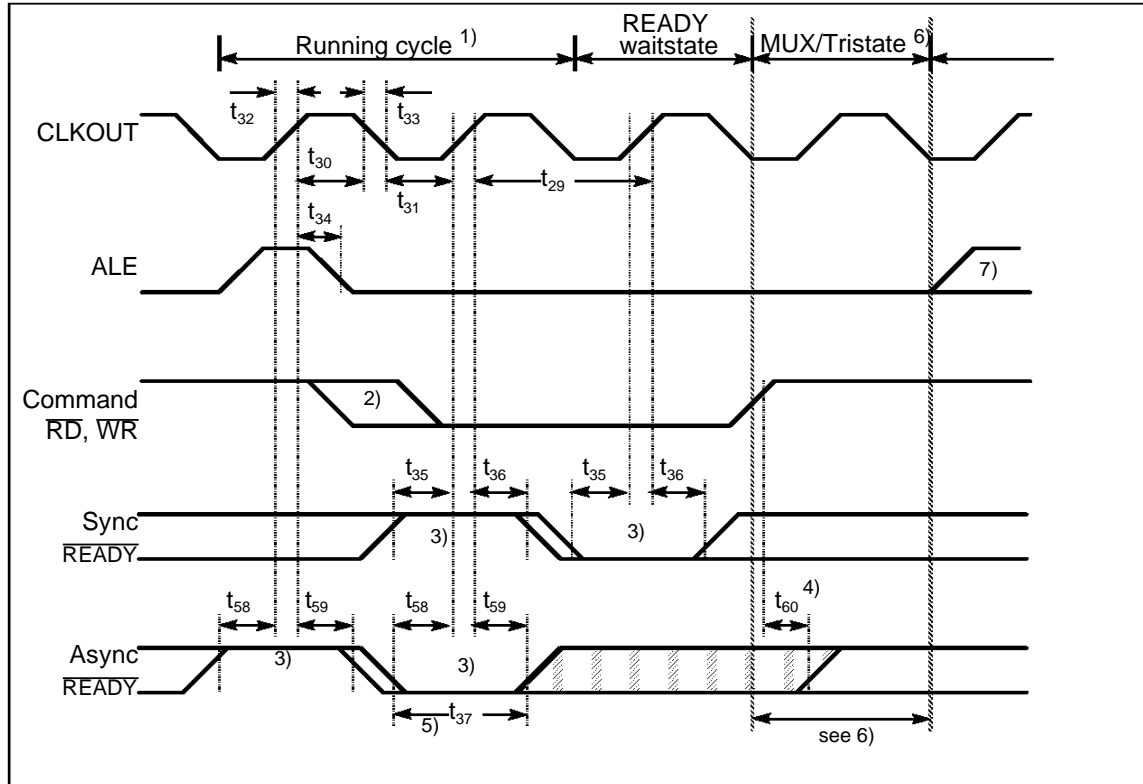 READY
Running cycle 1) waitstate MUX/Tristate 6)
t32 t33
CLKOUT
t30
t31 t29
t34
ALE 7)
Command 2)
RD, WR
t35 t36 t35 t36
Sync 3) 3)
READY
t58 t59 t58 t59 t60 4)
Async 3) 3)
READY
5) t37
see 6)